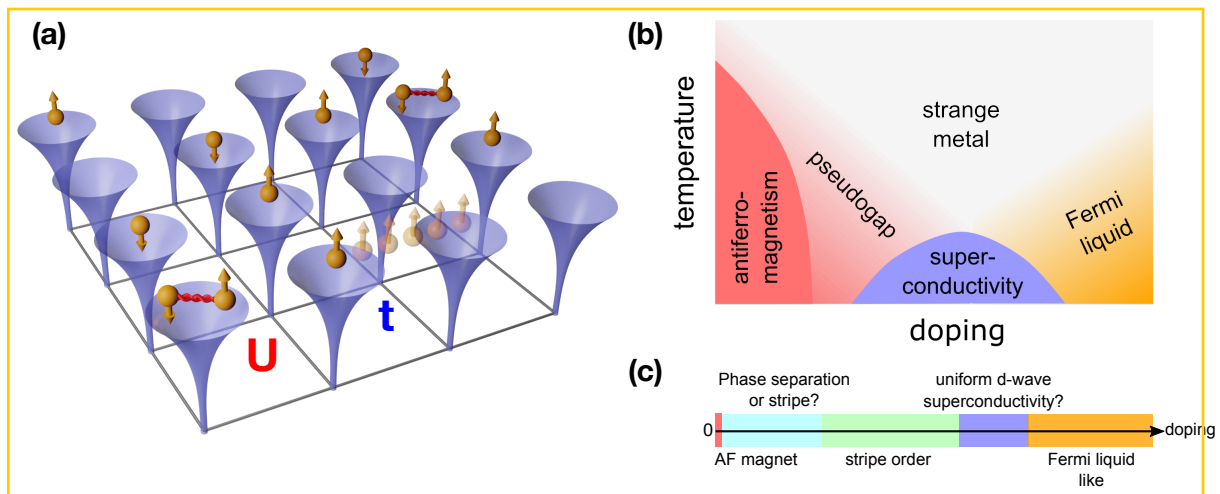 (a)
U
t
(b)
temperature
antiferro-
magnetism
pseudogap
strange
metal
super-
conductivity
Fermi
liquid
doping
(c)
Phase separation
or stripe?
uniform d-wave
superconductivity?
0
doping
AF magnet
stripe order
Fermi liquid
like